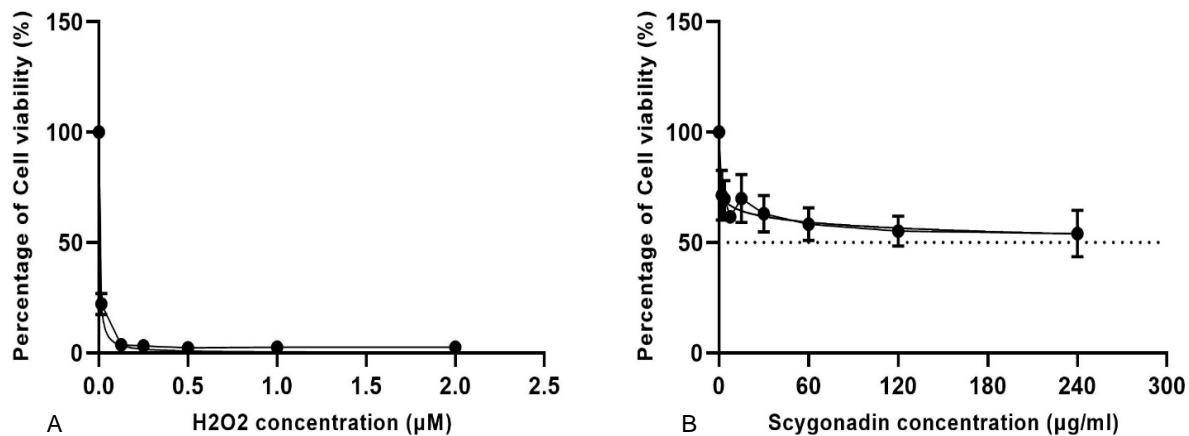 Percentage of Cell viability (%)
150
100
50
0
0.0 0.5 1.0 1.5 2.0 2.5
H2O2 concentration (µM)
A
Percentage of Cell viability (%)
150
100
50
0
0 60 120 180 240 300
Scygonadin concentration (µg/ml)
B